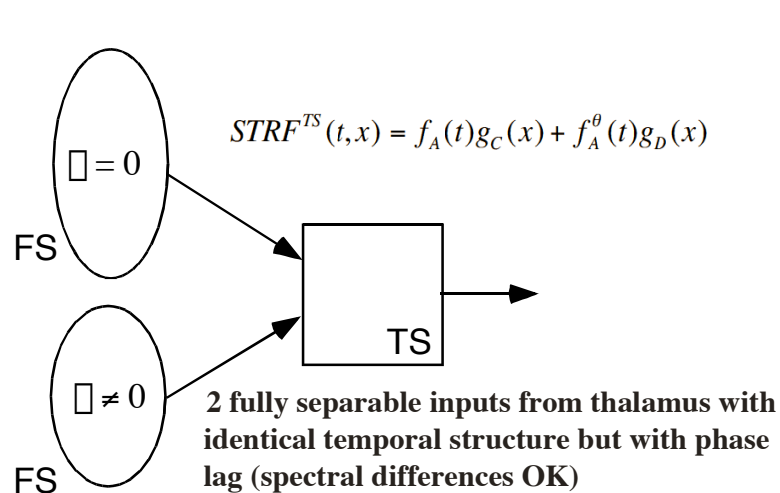 STRF^TS (t,x) = f_A(t)g_C(x) + f_A^θ(t)g_D(x)
▯ = 0
FS
TS
▯ ≠ 0
2 fully separable inputs from thalamus with
identical temporal structure but with phase
lag (spectral differences OK)
FS